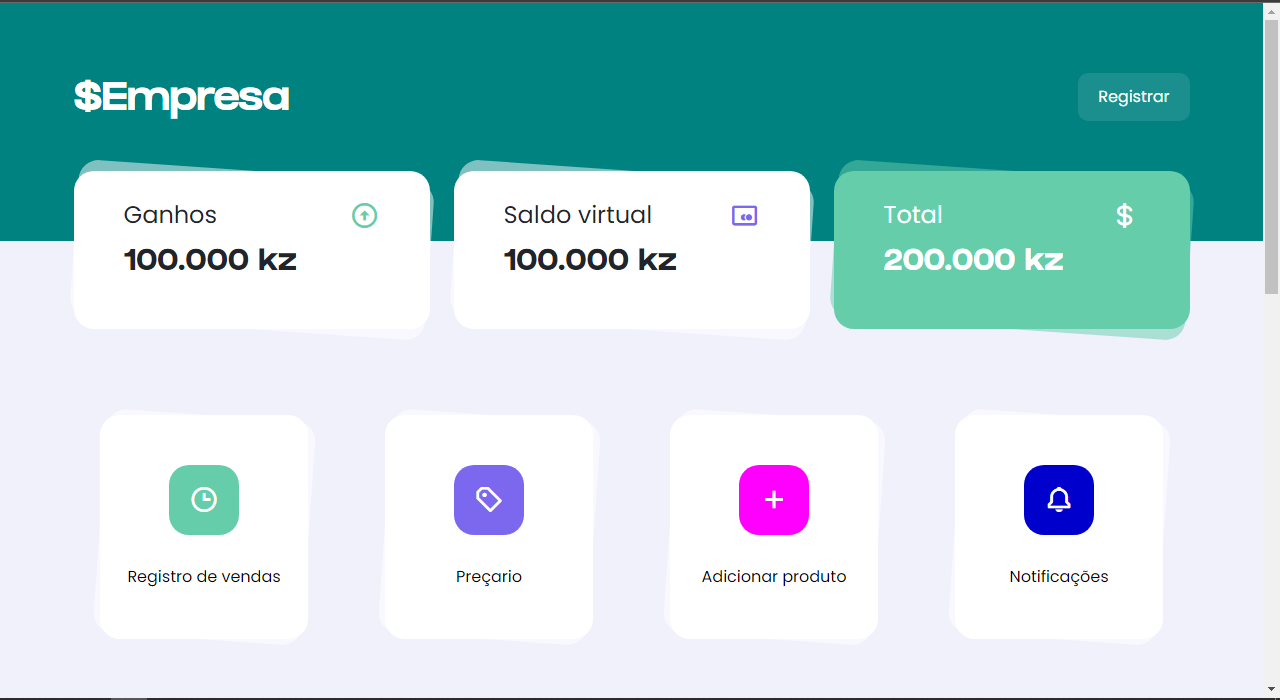 $Empresa
Registrar
Ganhos
100.000 kz
Saldo virtual
100.000 kz
Total
$
200.000 kz
Registro de vendas
Preçario
Adicionar produto
Notificações